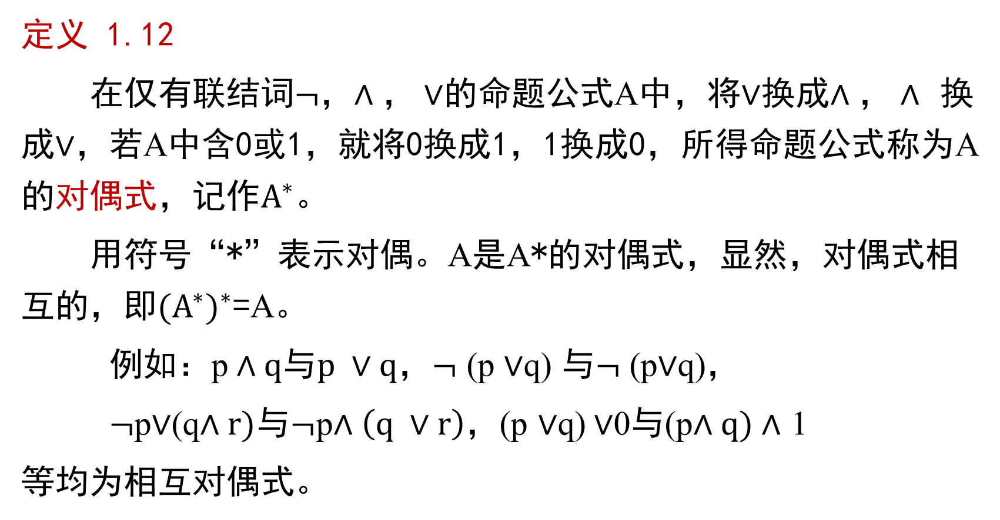 定义 1.12
在仅有联结词¬，∧，∨的命题公式A中，将∨换成∧，∧ 换
成∨，若A中含0或1，就将0换成1，1换成0，所得命题公式称为A
的对偶式，记作A*。
用符号“*”表示对偶。A是A*的对偶式，显然，对偶式相
互的，即(A*)*=A。
例如：p ∧ q与p ∨ q，¬ (p ∨q) 与¬ (p∨q)，
¬p∨(q∧ r)与¬p∧ (q ∨ r)，(p ∨q) ∨0与(p∧ q) ∧ 1
等均为相互对偶式。